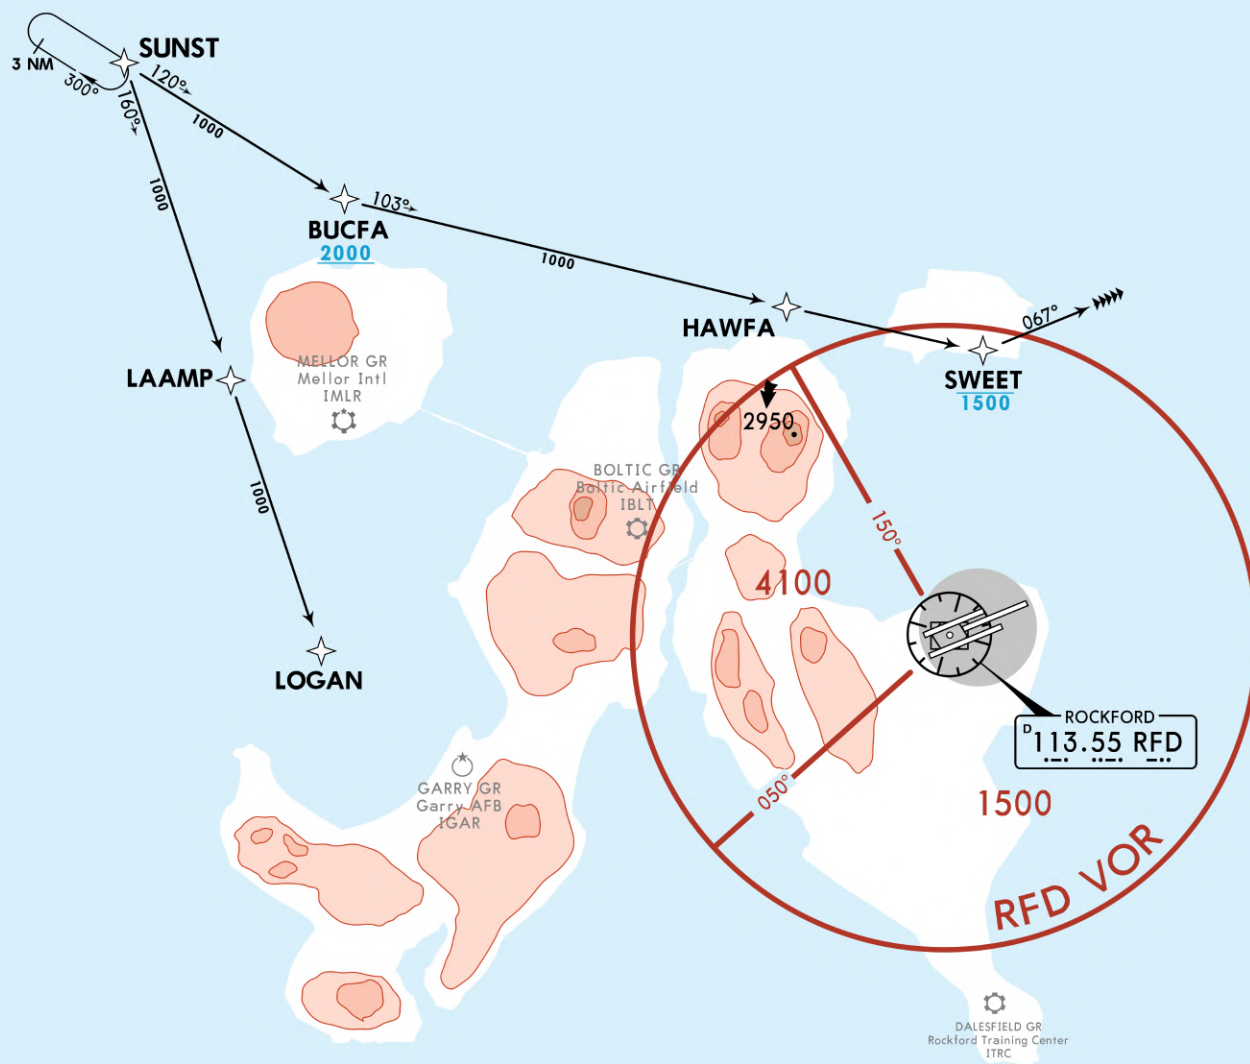 SUNST
3 NM
300°
120°
160°
1000
1000
BUCFA
2000
103°
1000
HAWFA
067°
SWEET
1500
MELLOR GR
Mellor Intl
IMLR
LAAMP
1000
2950
BOLTIC GR
Boltic Airfield
IBLT
150°
4100
LOGAN
ROCKFORD
D 113.55 RFD
GARRY GR
Garry AFB
IGAR
050°
1500
RFD VOR
DALESFIELD GR
Rockford Training Center
ITRC